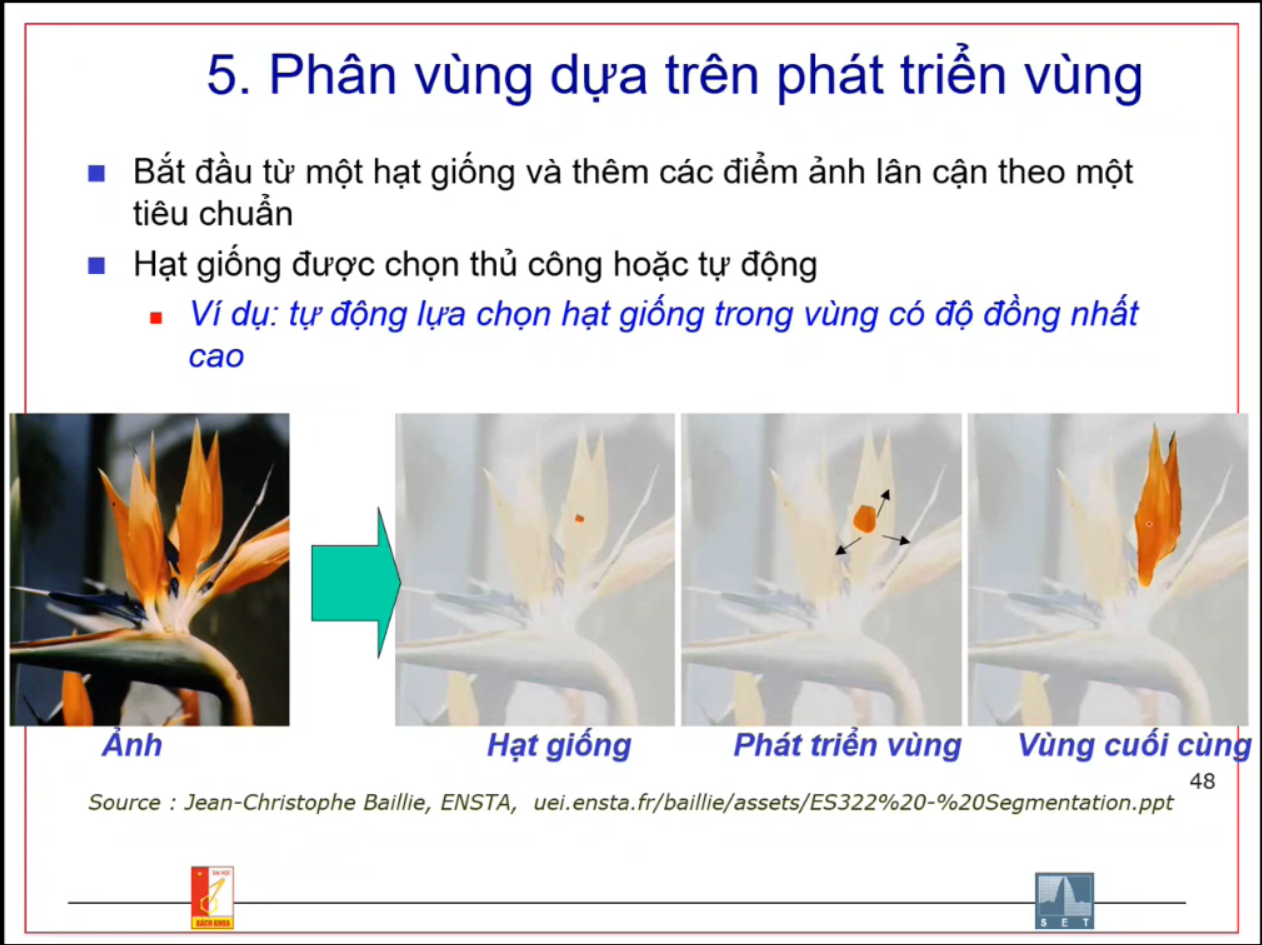 5. Phân vùng dựa trên phát triển vùng
Bắt đầu từ một hạt giống và thêm các điểm ảnh lân cận theo một
tiêu chuẩn
Hạt giống được chọn thủ công hoặc tự động
Ví dụ: tự động lựa chọn hạt giống trong vùng có độ đồng nhất
cao
Ảnh
Hạt giống
Phát triển vùng
Vùng cuối cùng
48
Source : Jean-Christophe Baillie, ENSTA, uei.ensta.fr/baillie/assets/ES322%20-%20Segmentation.ppt
ĐẠI HỌC
BÁCH KHOA
S E T